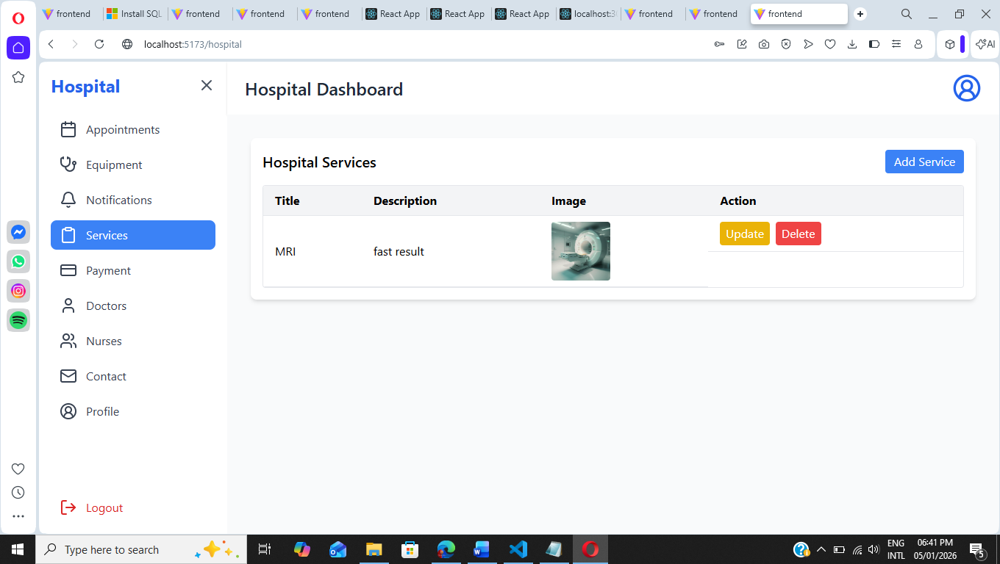 frontend
Install SQL
frontend
frontend
frontend
React App
React App
React App
localhost:3
frontend
frontend
frontend
localhost:5173/hospital
AI
Hospital
Hospital Dashboard
Appointments
Equipment
Notifications
Services
Payment
Doctors
Nurses
Contact
Profile
Logout
Hospital Services
Add Service
Title Description Image Action
MRI fast result Update Delete
Type here to search
ENG
INTL
06:41 PM
05/01/2026
5